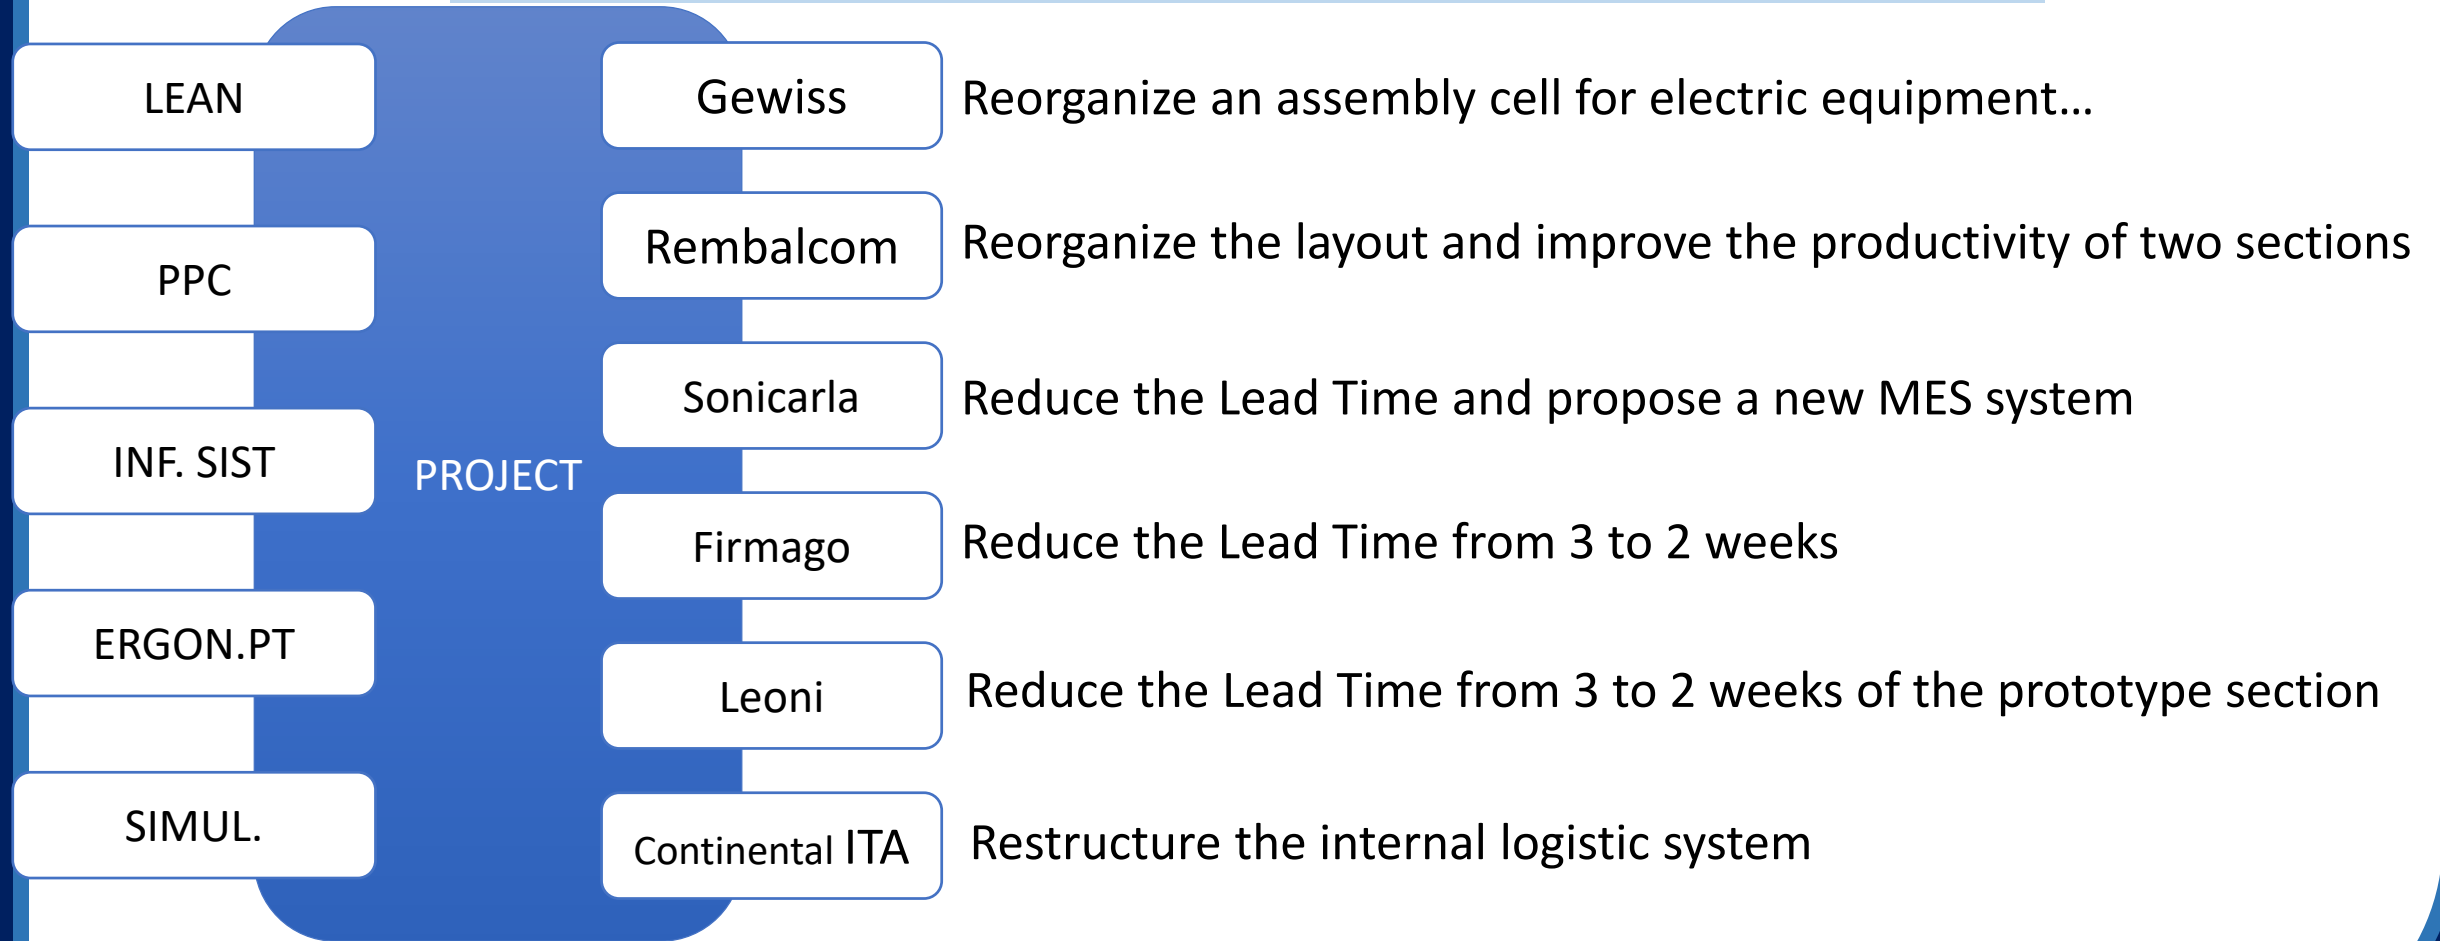 LEAN
PPC
INF. SIST
ERGON.PT
SIMUL.
PROJECT
Gewiss
Reorganize an assembly cell for electric equipment...
Rembalcom
Reorganize the layout and improve the productivity of two sections
Sonicarla
Reduce the Lead Time and propose a new MES system
Firmago
Reduce the Lead Time from 3 to 2 weeks
Leoni
Reduce the Lead Time from 3 to 2 weeks of the prototype section
Continental ITA
Restructure the internal logistic system